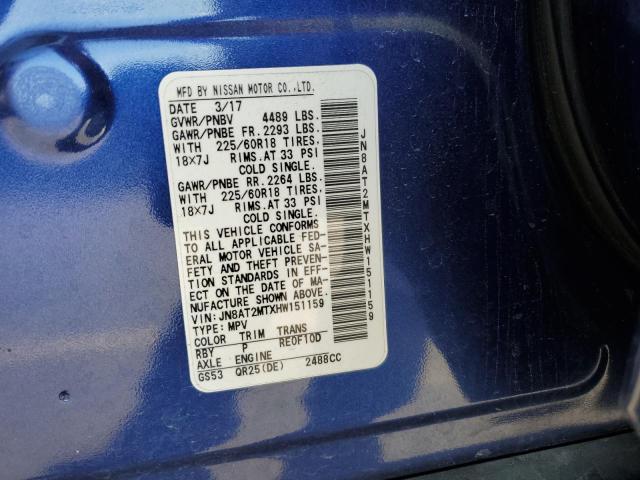 MFD BY NISSAN MOTOR CO.,LTD.
DATE 3/17
GVWR/PNBV 4489 LBS.
GAWR/PNBE FR. 2293 LBS.
WITH 225/60R18 TIRES.
18X7J RIMS.AT 33 PSI
COLD SINGLE.
GAWR/PNBE RR. 2264 LBS.
WITH 225/60R18 TIRES.
18X7J RIMS.AT 33 PSI
COLD SINGLE.
THIS VEHICLE CONFORMS
TO ALL APPLICABLE FED-
ERAL MOTOR VEHICLE SA-
FETY AND THEFT PREVEN-
TION STANDARDS IN EFF-
ECT ON THE DATE OF MA-
NUFACTURE SHOWN ABOVE.
VIN: JN8AT2MTXHW151159
TYPE: MPV
COLOR TRIM TRANS
RBY P RE0F10D
AXLE ENGINE
GS53 QR25(DE) 2488CC
JN8AT2MTXHW151159